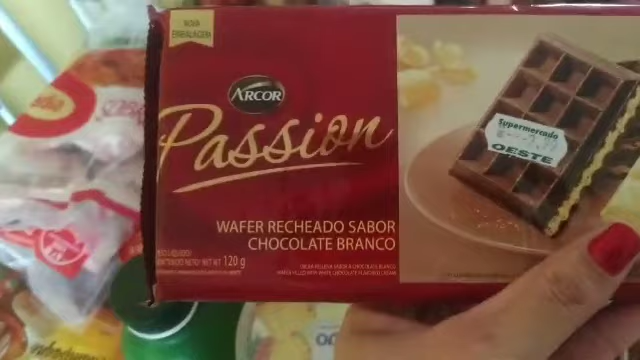 NOVA
EMBALAGEM
ARCOR
Passion
WAFER RECHEADO SABOR
CHOCOLATE BRANCO
120 g
Supermercado
OESTE